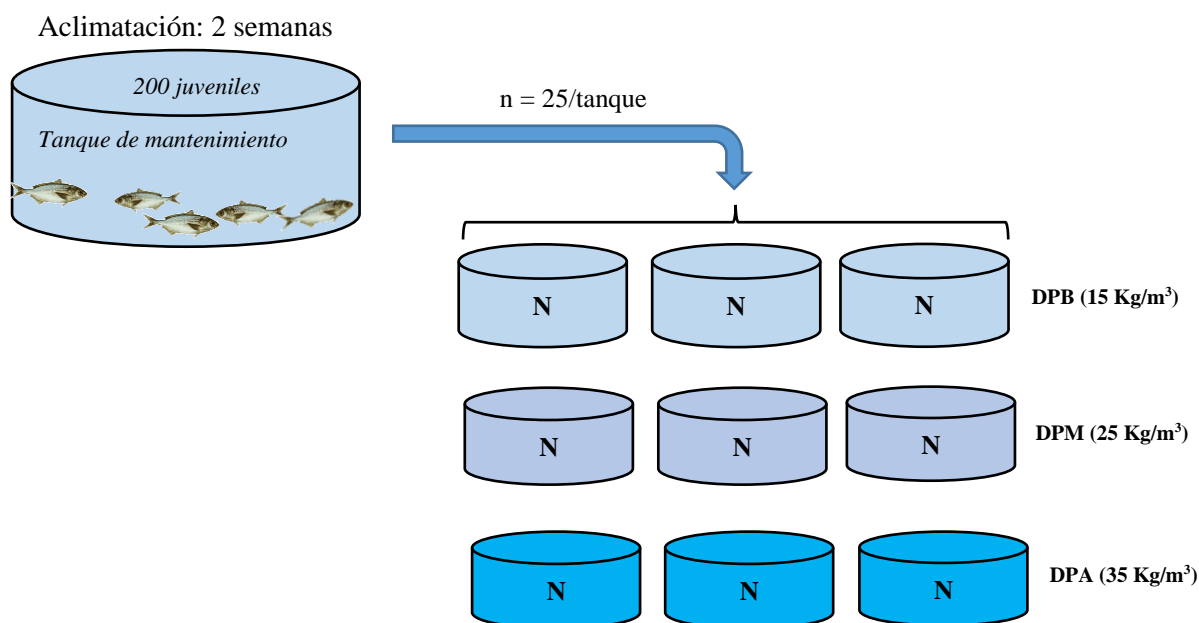 Aclimatación: 2 semanas
200 juveniles
Tanque de mantenimiento
n = 25/tanque
N N N DPB (15 Kg/m³)
N N N DPM (25 Kg/m³)
N N N DPA (35 Kg/m³)